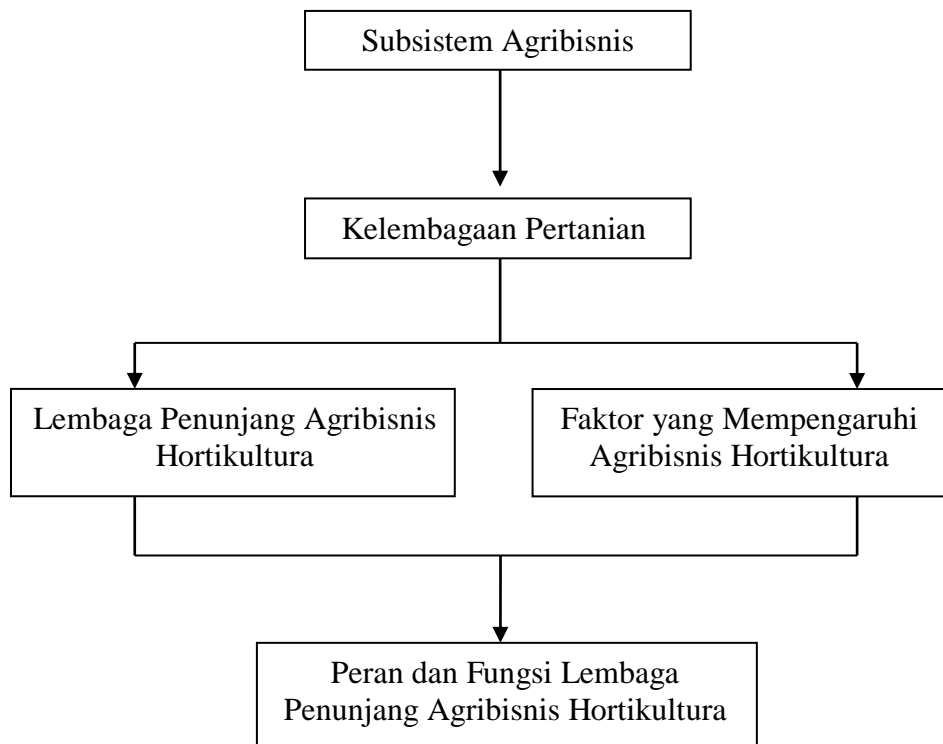 Subsistem Agribisnis
Kelembagaan Pertanian
Lembaga Penunjang Agribisnis
Hortikultura
Faktor yang Mempengaruhi
Agribisnis Hortikultura
Peran dan Fungsi Lembaga
Penunjang Agribisnis Hortikultura